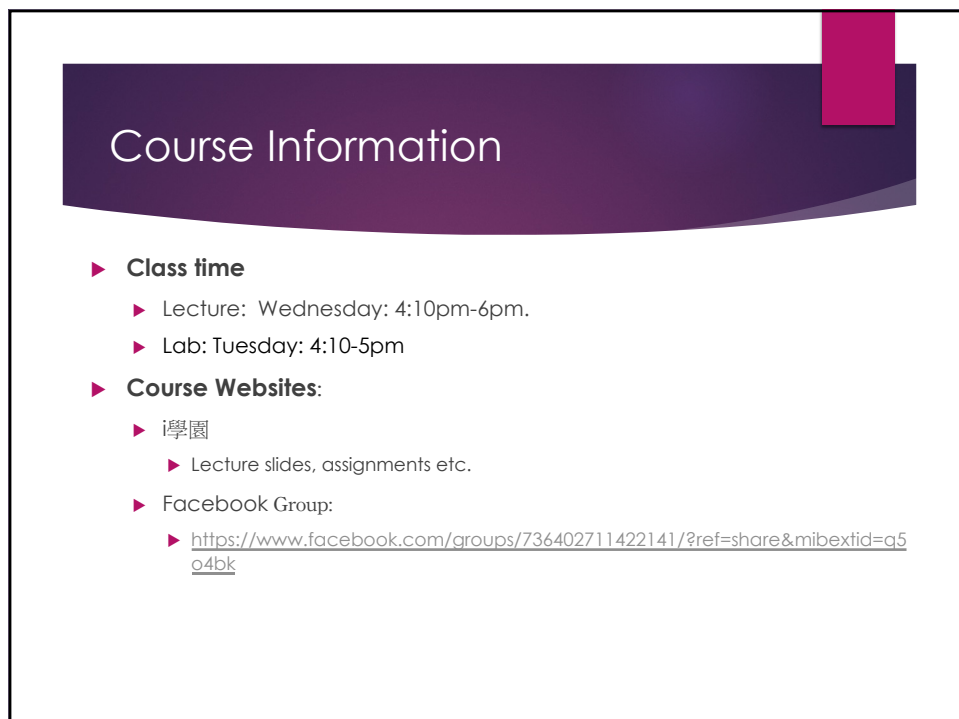 Course Information
Class time
Lecture: Wednesday: 4:10pm-6pm.
Lab: Tuesday: 4:10-5pm
Course Websites:
i學園
Lecture slides, assignments etc.
Facebook Group:
https://www.facebook.com/groups/736402711422141/?ref=share&mibextid=q5
o4bk